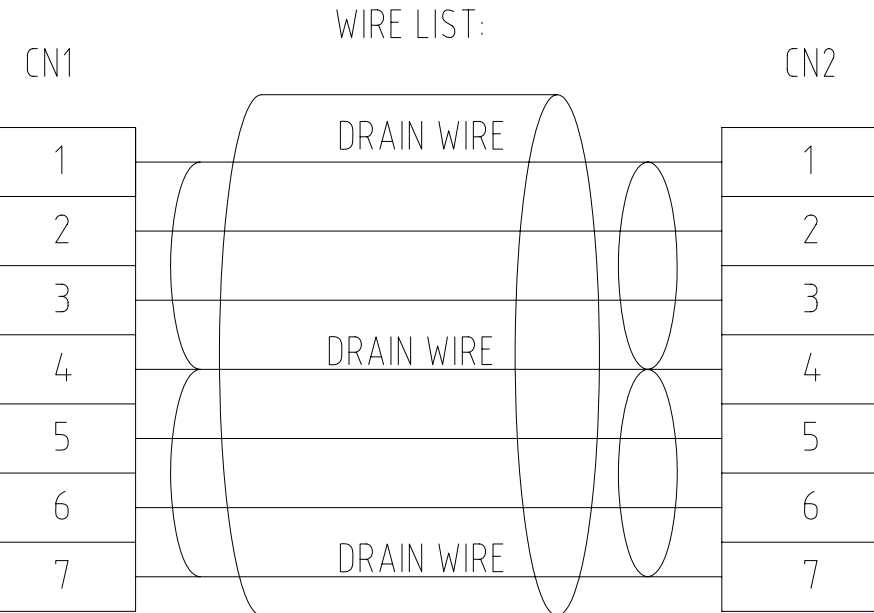 WIRE LIST:
CN1 CN2
DRAIN WIRE
1 1
2 2
3 3
DRAIN WIRE
4 4
5 5
6 6
DRAIN WIRE
7 7